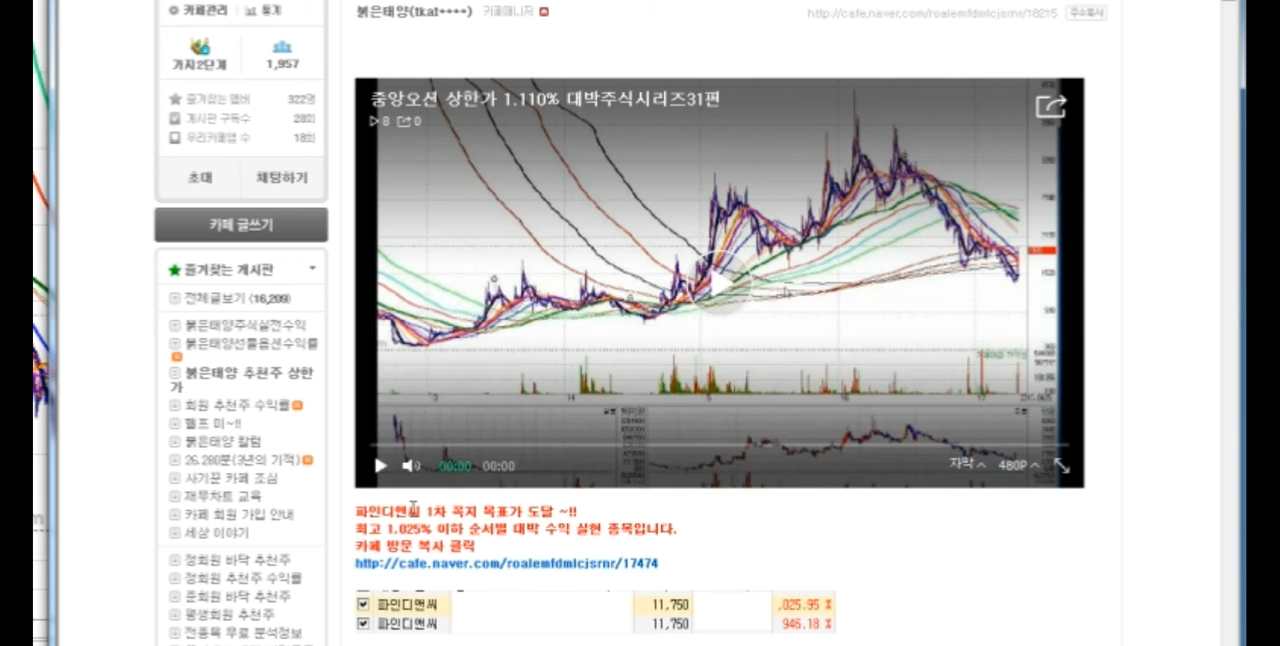 카페관리 통계
붉은태양(tkat****) 카페매니저
http://cafe.naver.com/roalemfdmlcjsrnr/18215 주소복사
가지2단계 1,957
즐겨찾는 멤버 322명
게시판 구독수 28회
우리카페앱 수 18회
초대 채팅하기
카페 글쓰기
즐겨찾는 게시판
전체글보기 (16,209)
붉은태양주식실전수익
붉은태양선물옵션수익률
붉은태양 추천주 상한
가
회원 추천주 수익률
헬프 미~!!
붉은태양 칼럼
26.280분(3년의 기적)
사기꾼 카페 조심
재무차트 교육
카페 회원 가입 안내
세상 이야기
정회원 바닥 추천주
정회원 추천주 수익률
준회원 바닥 추천주
평생회원 추천주
전종목 무료 분석정보
중앙오션 상한가 1.110% 대박주식시리즈31편
8 0
00:00 00:00
자막 480P
파인디앤씨 1차 꼭지 목표가 도달 ~!!
최고 1.025% 이하 순서별 대박 수익 실현 종목입니다.
카페 방문 복사 클릭
http://cafe.naver.com/roalemfdmlcjsrnr/17474
파인디앤씨 11,750 ,025.95 %
파인디앤씨 11,750 946.18 %